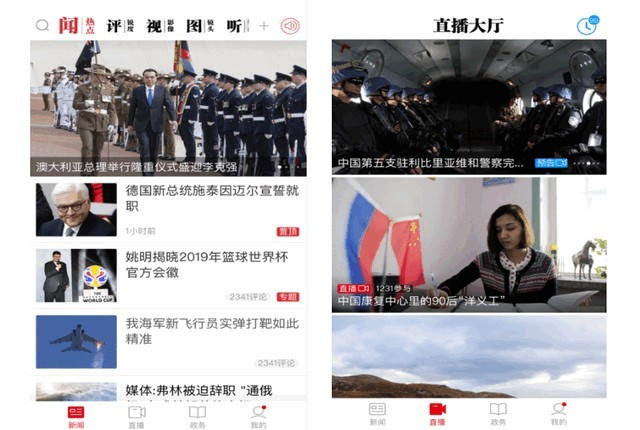 闻 热点 评 锐度 视 影像 图 镜头 听
澳大利亚总理举行隆重仪式盛迎李克强
德国新总统施泰因迈尔宣誓就
职
1小时前
置顶
姚明揭晓2019年篮球世界杯
官方会徽
2341评论
专题
WORLD CUP
我海军新飞行员实弹打靶如此
精准
2341评论
媒体:弗林被迫辞职 "通俄
新闻 直播 政务 我的
直播大厅
中国第五支驻利比里亚维和警察完...
预告
直播 1231参与
中国康复中心里的90后"洋义工"
新闻 直播 政务 我的